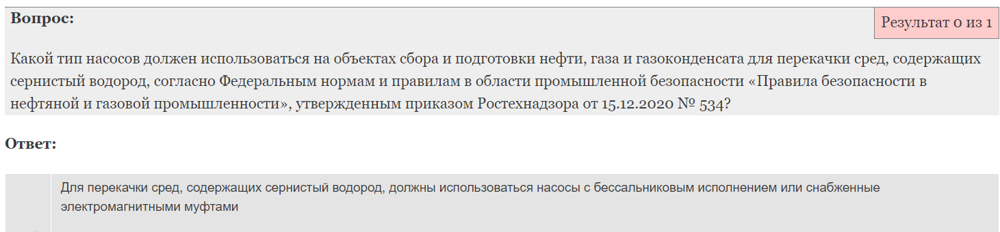 Вопрос:
Результат 0 из 1
Какой тип насосов должен использоваться на объектах сбора и подготовки нефти, газа и газоконденсата для перекачки сред, содержащих
сернистый водород, согласно Федеральным нормам и правилам в области промышленной безопасности «Правила безопасности в
нефтяной и газовой промышленности», утвержденным приказом Ростехнадзора от 15.12.2020 № 534?
Ответ:
Для перекачки сред, содержащих сернистый водород, должны использоваться насосы с бессальниковым исполнением или снабженные
электромагнитными муфтами